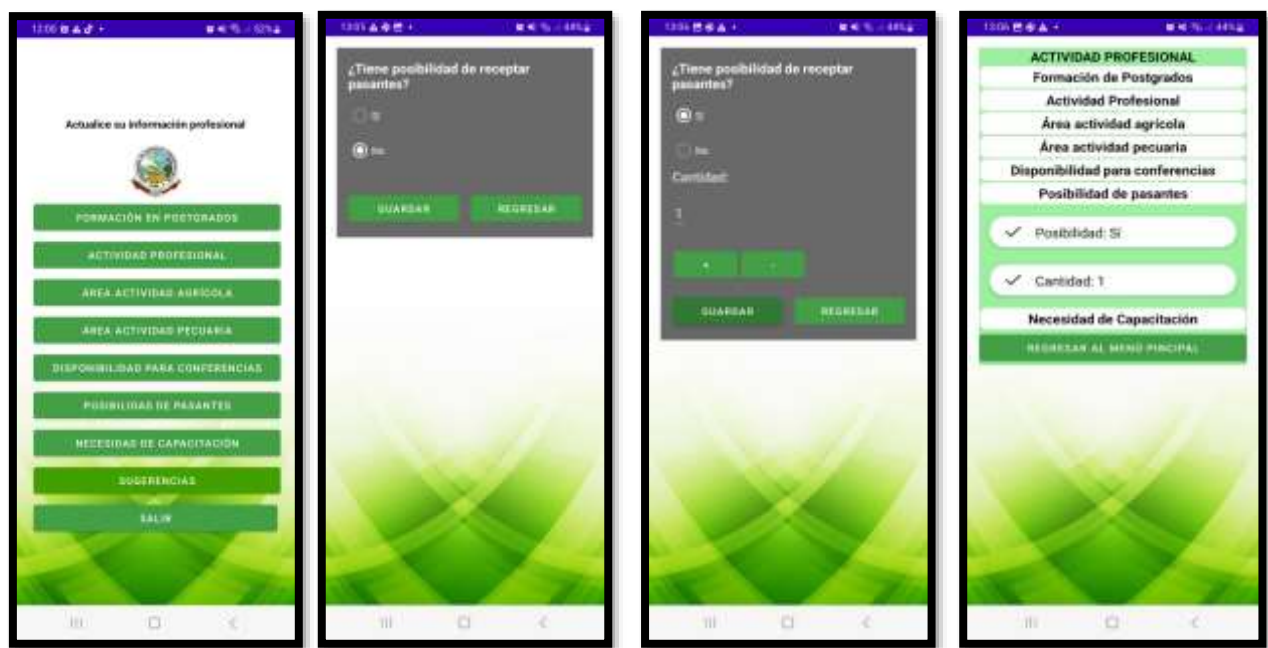 Actualice su información profesional
FORMACIÓN EN POSTGRADOS
ACTIVIDAD PROFESIONAL
ÁREA ACTIVIDAD AGRÍCOLA
ÁREA ACTIVIDAD PECUARIA
DISPONIBILIDAD PARA CONFERENCIAS
POSIBILIDAD DE PASANTES
NECESIDAD DE CAPACITACIÓN
SUGERENCIAS
SALIR
¿Tiene posibilidad de receptar
pasantes?
Si
No
GUARDAR REGRESAR
¿Tiene posibilidad de receptar
pasantes?
Si
No
Cantidad:
1
+ -
GUARDAR REGRESAR
ACTIVIDAD PROFESIONAL
Formación de Postgrados
Actividad Profesional
Área actividad agrícola
Área actividad pecuaria
Disponibilidad para conferencias
Posibilidad de pasantes
Posibilidad: Si
Cantidad: 1
Necesidad de Capacitación
REGRESAR AL MENÚ PINCIPAL